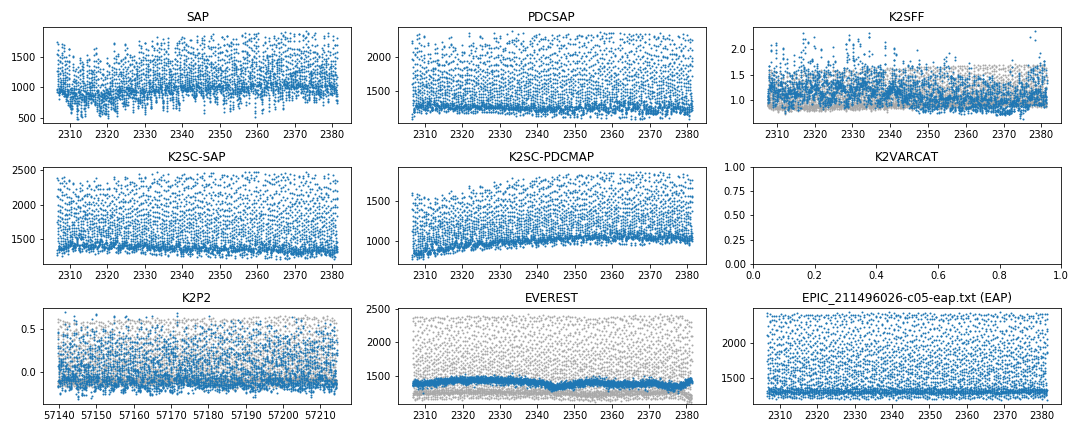 SAP
PDCSAP
K2SFF
1500
1000
500
2310 2320 2330 2340 2350 2360 2370 2380
2000
1500
2310 2320 2330 2340 2350 2360 2370 2380
2.0
1.5
1.0
2310 2320 2330 2340 2350 2360 2370 2380
K2SC-SAP
K2SC-PDCMAP
K2VARCAT
2500
2000
1500
2310 2320 2330 2340 2350 2360 2370 2380
1500
1000
2310 2320 2330 2340 2350 2360 2370 2380
1.00
0.75
0.50
0.25
0.00
0.0 0.2 0.4 0.6 0.8 1.0
K2P2
EVEREST
EPIC_211496026-c05-eap.txt (EAP)
0.5
0.0
57140 57150 57160 57170 57180 57190 57200 57210
2500
2000
1500
2310 2320 2330 2340 2350 2360 2370 2380
2000
1500
2310 2320 2330 2340 2350 2360 2370 2380